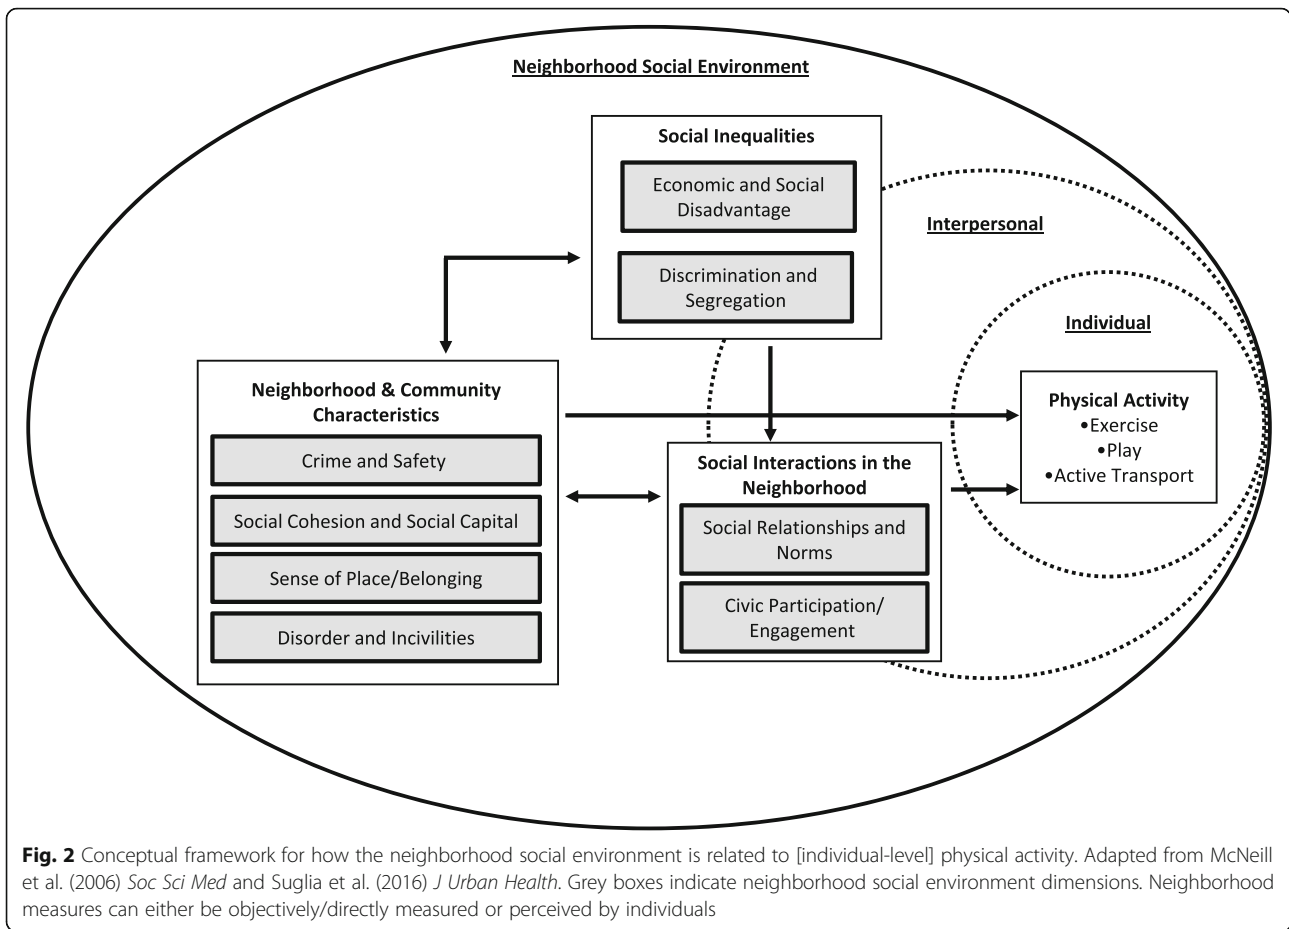 Neighborhood Social Environment
Social Inequalities
Economic and Social
Disadvantage
Discrimination and
Segregation
Interpersonal
Individual
Neighborhood & Community
Characteristics
Crime and Safety
Social Cohesion and Social Capital
Sense of Place/Belonging
Disorder and Incivilities
Social Interactions in the
Neighborhood
Social Relationships and
Norms
Civic Participation/
Engagement
Physical Activity
•Exercise
•Play
•Active Transport
Fig. 2 Conceptual framework for how the neighborhood social environment is related to [individual-level] physical activity. Adapted from McNeill
et al. (2006) Soc Sci Med and Suglia et al. (2016) J Urban Health. Grey boxes indicate neighborhood social environment dimensions. Neighborhood
measures can either be objectively/directly measured or perceived by individuals